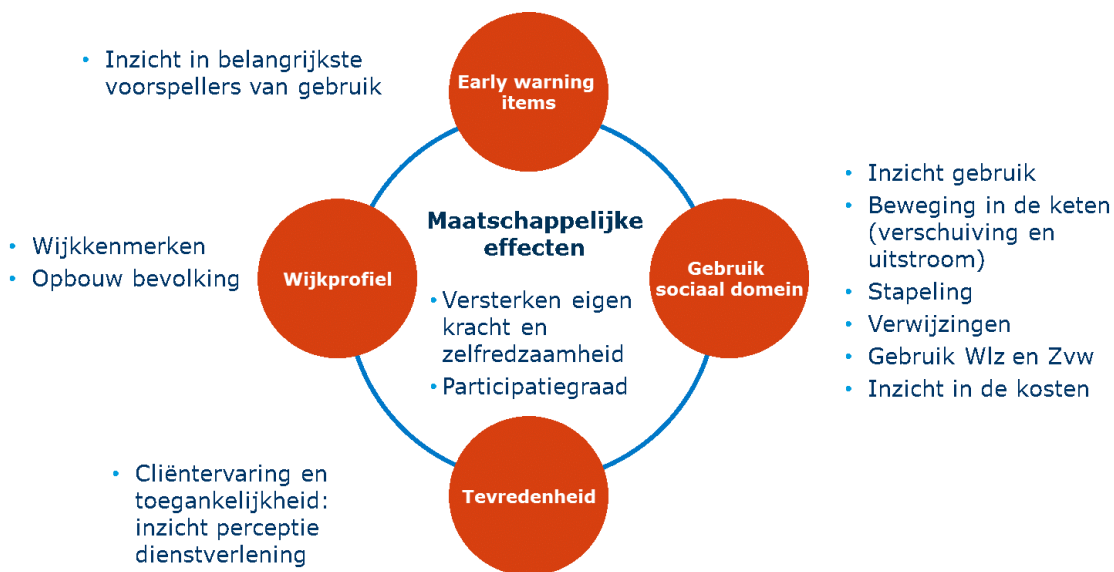 • Inzicht in belangrijkste
voorspellers van gebruik
Early warning
items
• Wijkkenmerken
• Opbouw bevolking
Wijkprofiel
Maatschappelijke
effecten
• Versterken eigen
kracht en
zelfredzaamheid
• Participatiegraad
Gebruik
sociaal domein
• Inzicht gebruik
• Beweging in de keten
(verschuiving en
uitstroom)
• Stapeling
• Verwijzingen
• Gebruik Wlz en Zvw
• Inzicht in de kosten
• Cliëntervaring en
toegankelijkheid:
inzicht perceptie
dienstverlening
Tevredenheid